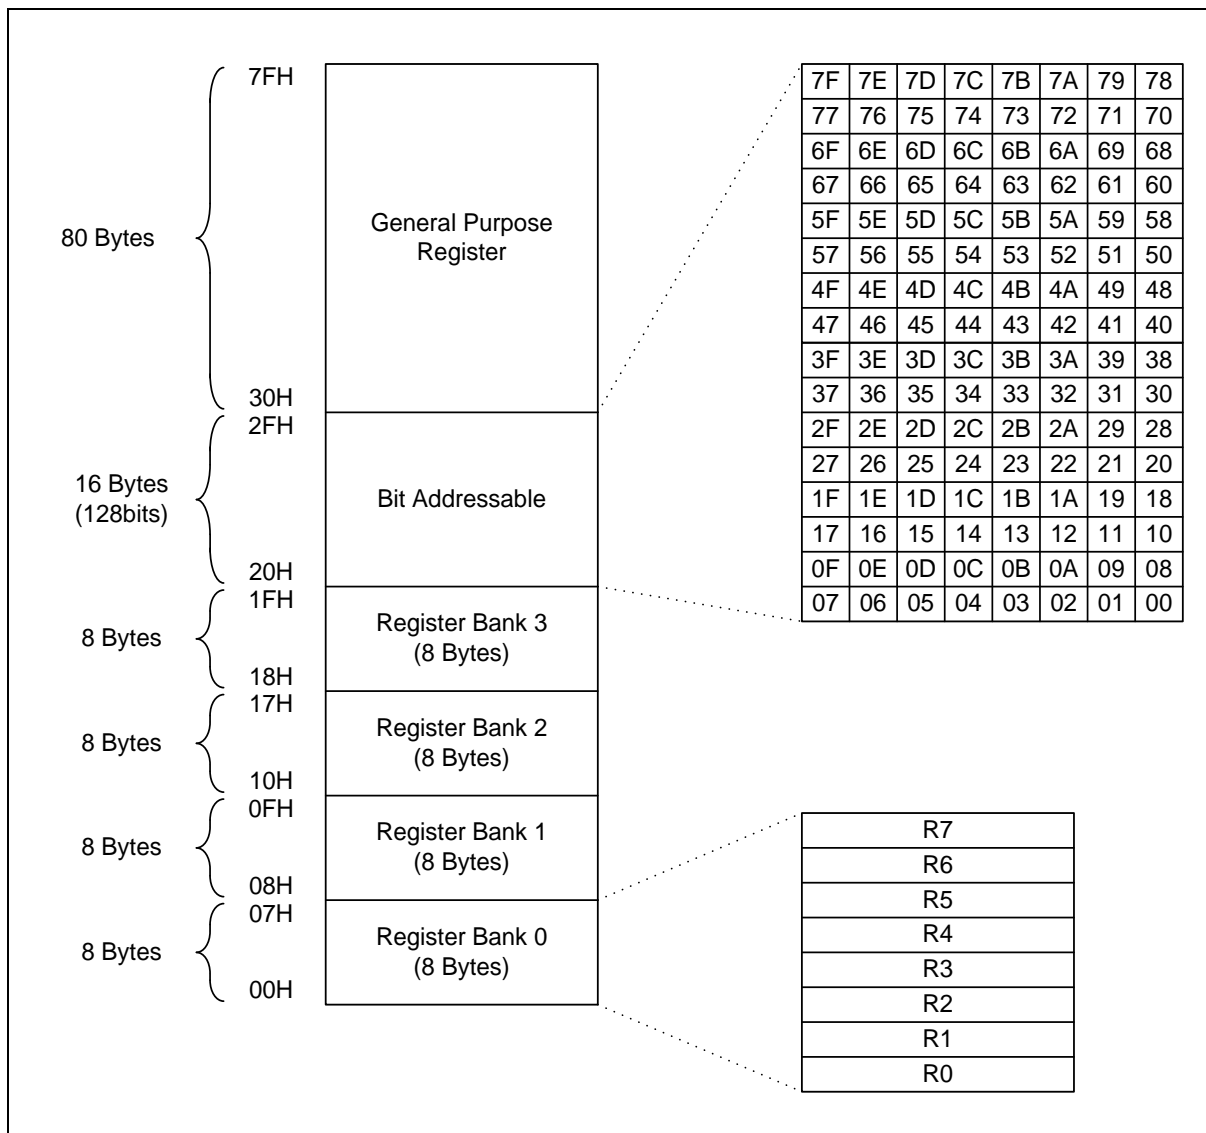 7FH
80 Bytes
General Purpose
Register
30H
2FH
16 Bytes
(128bits)
Bit Addressable
20H
1FH
8 Bytes
Register Bank 3
(8 Bytes)
18H
17H
8 Bytes
Register Bank 2
(8 Bytes)
10H
0FH
8 Bytes
Register Bank 1
(8 Bytes)
08H
07H
8 Bytes
Register Bank 0
(8 Bytes)
00H
7F 7E 7D 7C 7B 7A 79 78
77 76 75 74 73 72 71 70
6F 6E 6D 6C 6B 6A 69 68
67 66 65 64 63 62 61 60
5F 5E 5D 5C 5B 5A 59 58
57 56 55 54 53 52 51 50
4F 4E 4D 4C 4B 4A 49 48
47 46 45 44 43 42 41 40
3F 3E 3D 3C 3B 3A 39 38
37 36 35 34 33 32 31 30
2F 2E 2D 2C 2B 2A 29 28
27 26 25 24 23 22 21 20
1F 1E 1D 1C 1B 1A 19 18
17 16 15 14 13 12 11 10
0F 0E 0D 0C 0B 0A 09 08
07 06 05 04 03 02 01 00
R7
R6
R5
R4
R3
R2
R1
R0